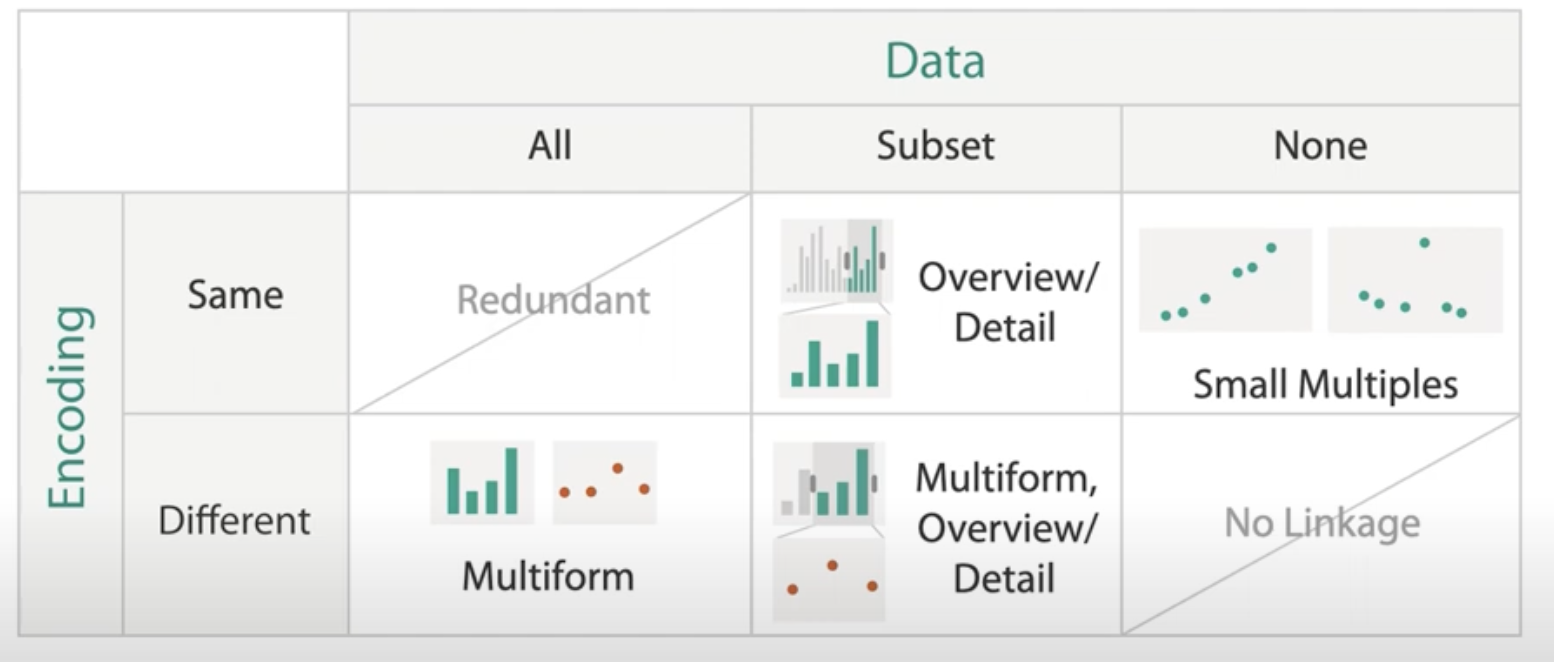 Data
All
Subset
None
Encoding
Same
Redundant
Overview/
Detail
Small Multiples
Different
Multiform
Multiform,
Overview/
Detail
No Linkage